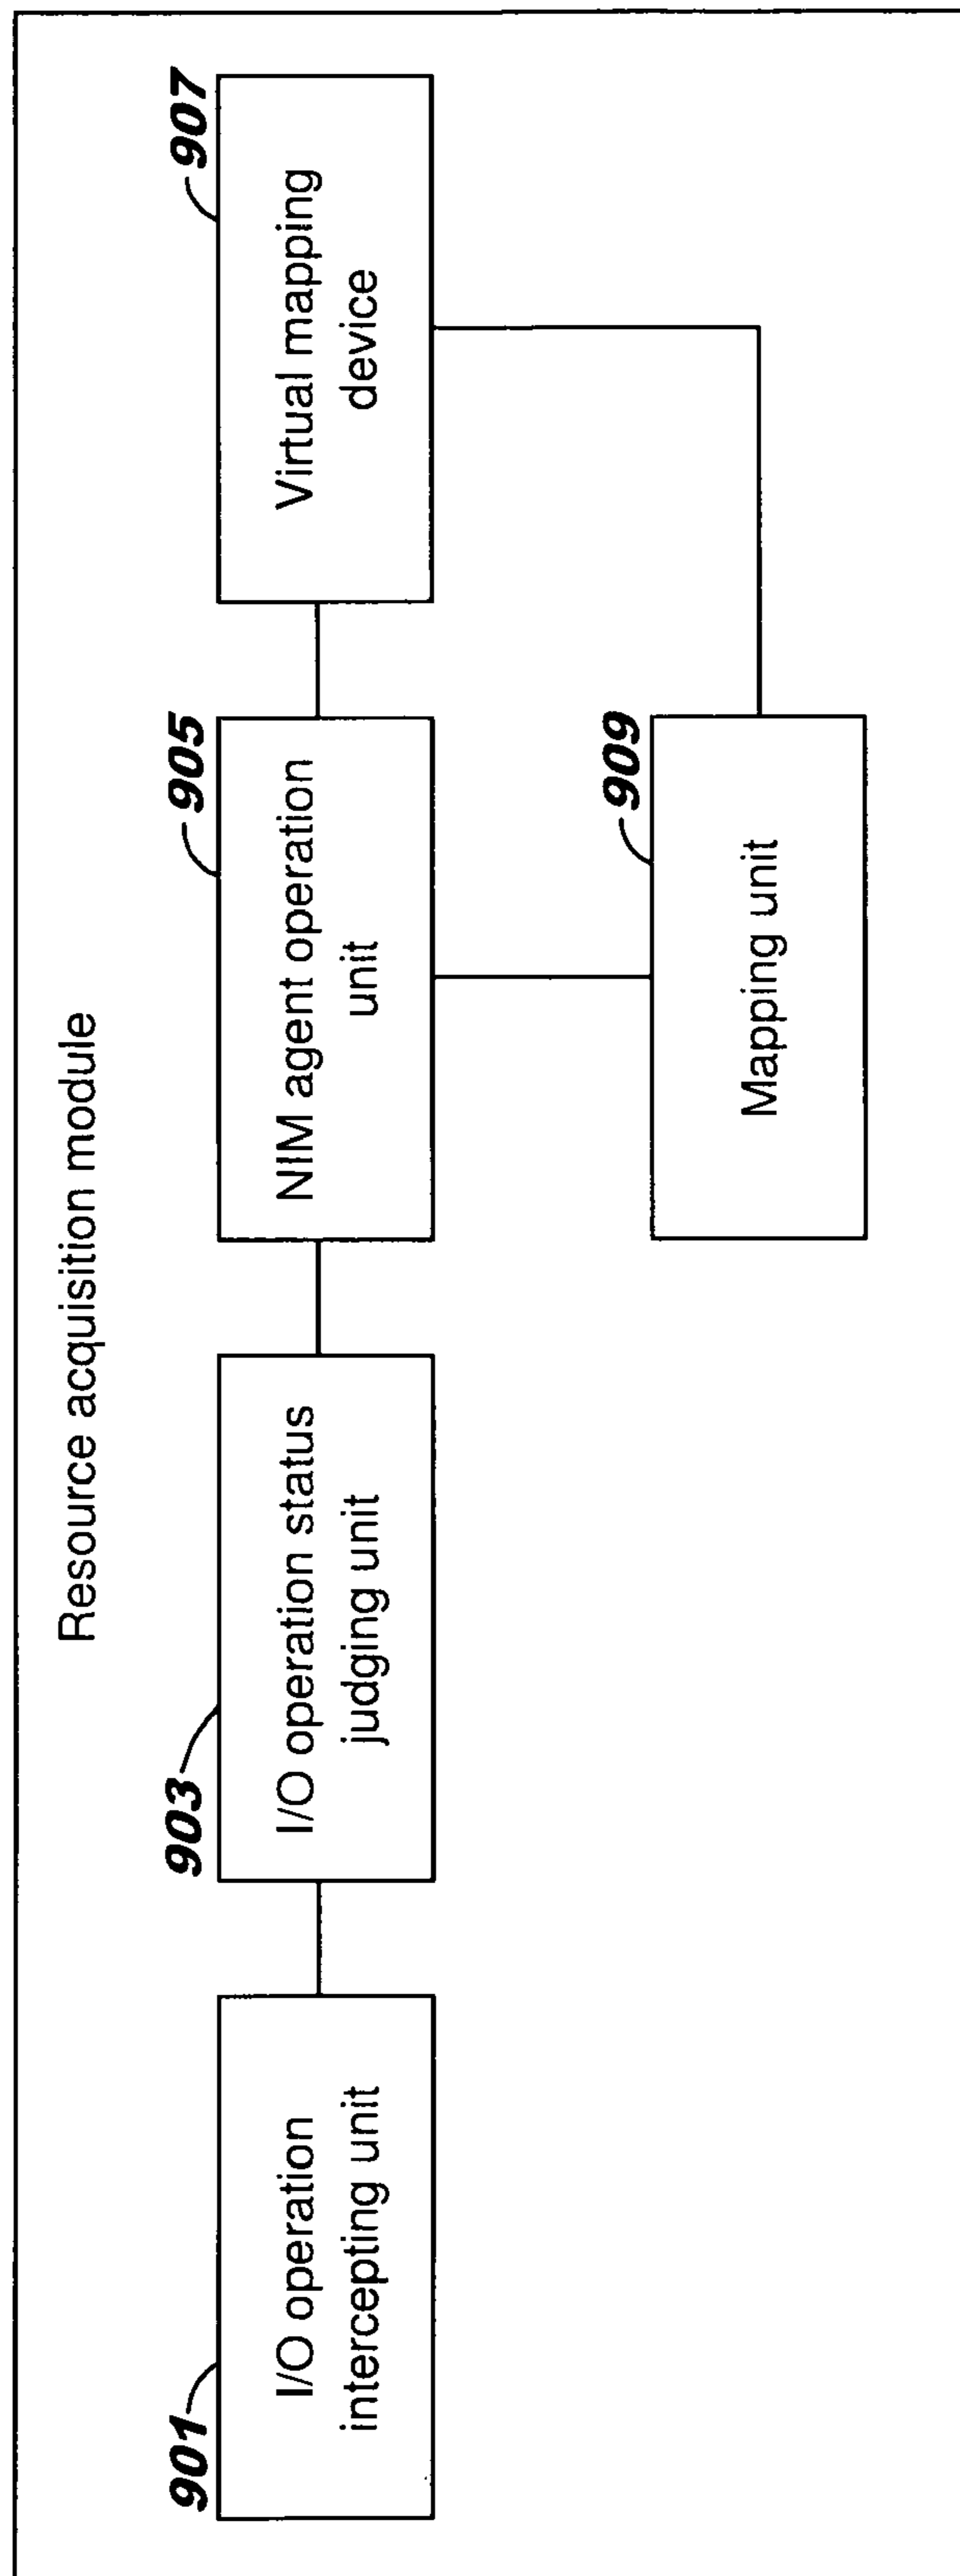 Resource acquisition module
901
I/O operation
intercepting unit
903
I/O operation status
judging unit
905
NIM agent operation
unit
907
Virtual mapping
device
909
Mapping unit